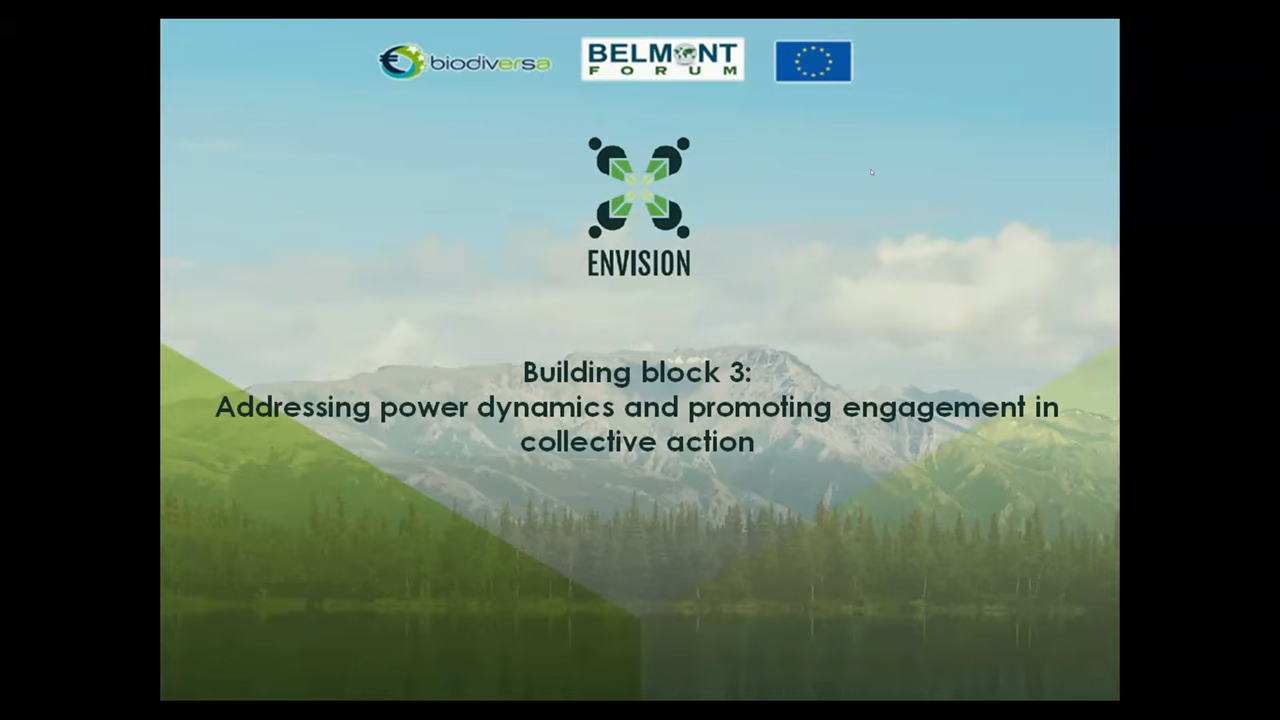 biodiversa
BELMONT
FORUM
ENVISION
Building block 3:
Addressing power dynamics and promoting engagement in
collective action